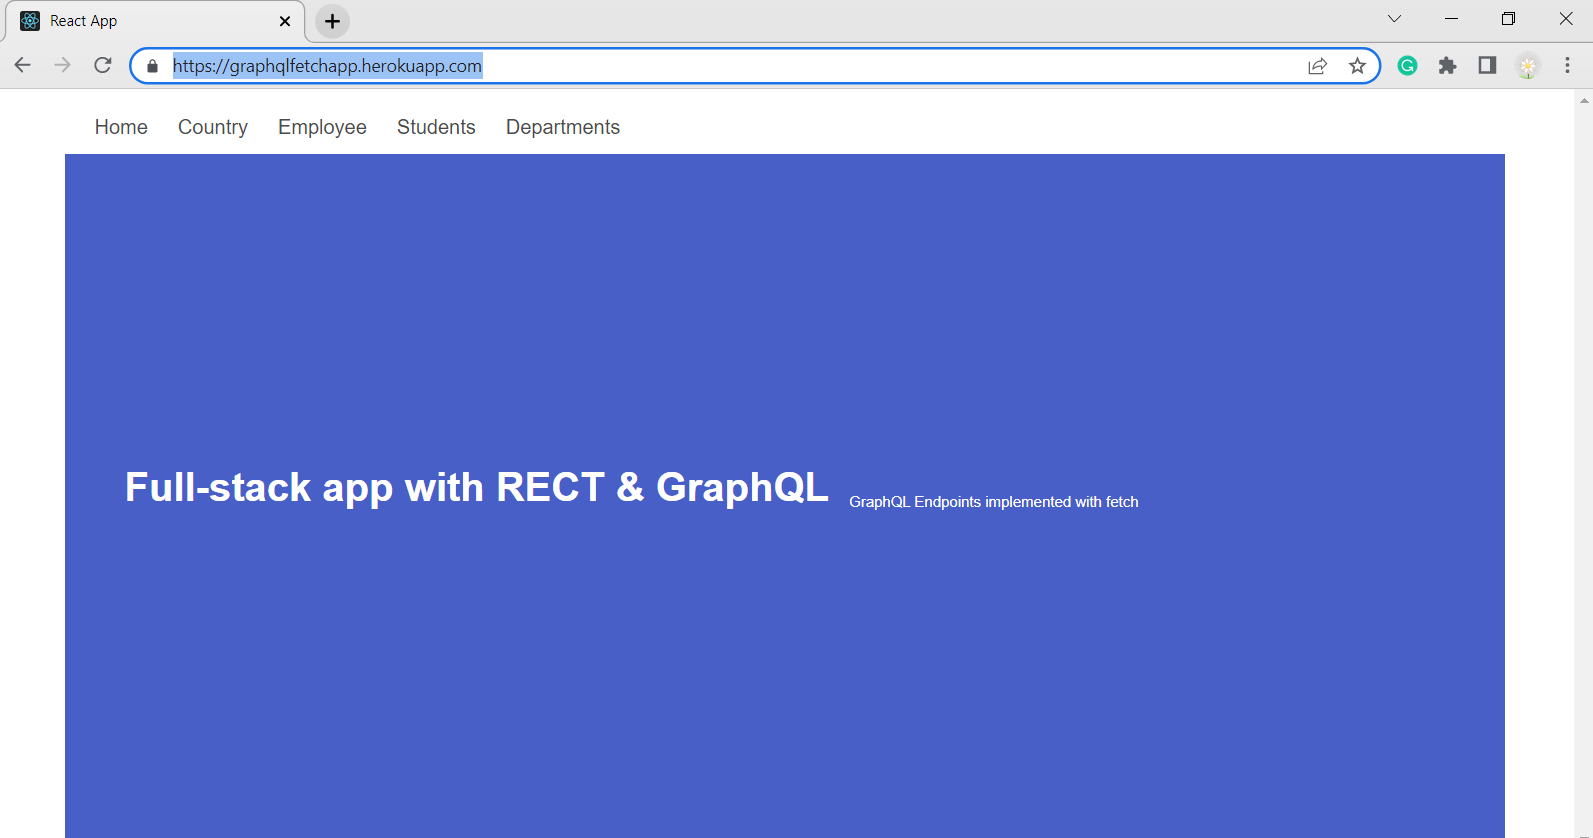 React App
https://graphqlfetchapp.herokuapp.com
Home Country Employee Students Departments
Full-stack app with RECT & GraphQL GraphQL Endpoints implemented with fetch